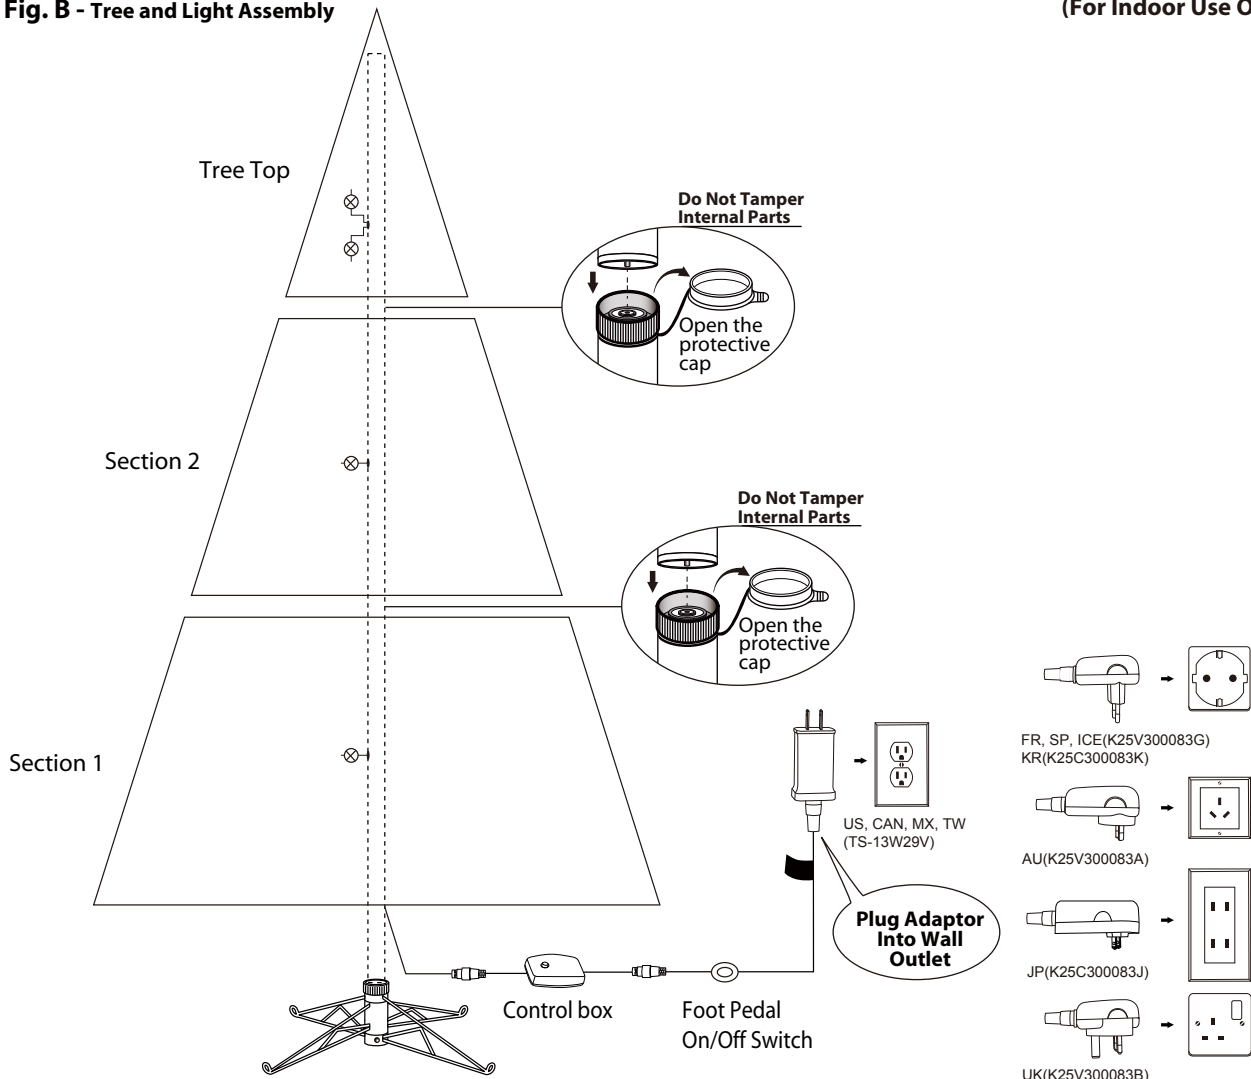 Fig. B - Tree and Light Assembly
(For Indoor Use O
Tree Top
Do Not Tamper
Internal Parts
Open the
protective
cap
Section 2
Do Not Tamper
Internal Parts
Open the
protective
cap
Section 1
US, CAN, MX, TW
(TS-13W29V)
Plug Adaptor
Into Wall
Outlet
Control box
Foot Pedal
On/Off Switch
FR, SP, ICE(K25V300083G)
KR(K25C300083K)
AU(K25V300083A)
JP(K25C300083J)
UK(K25V300083B)